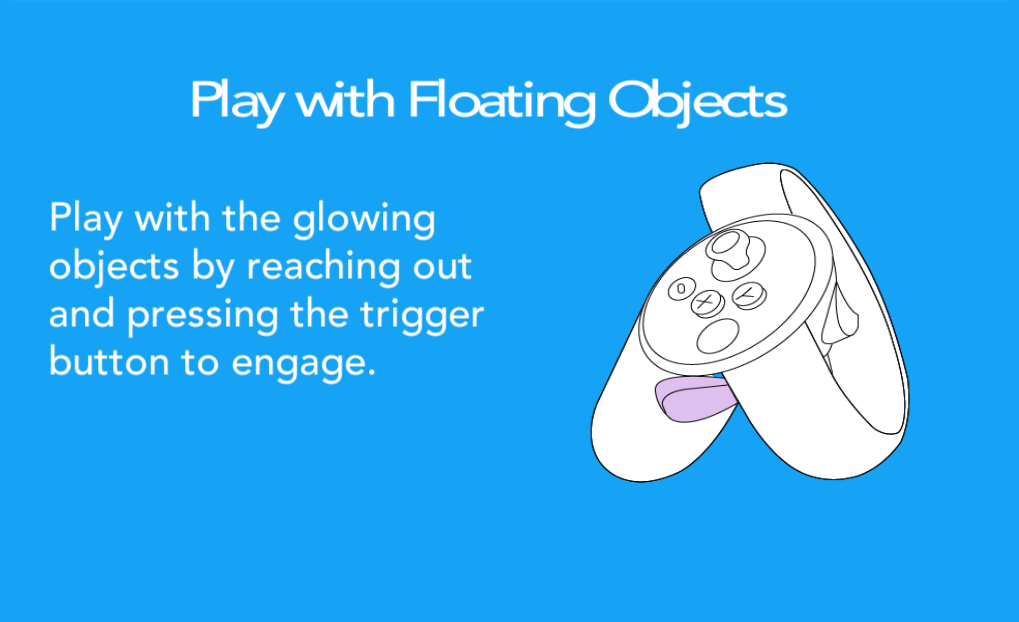 Play with Floating Objects
Play with the glowing
objects by reaching out
and pressing the trigger
button to engage.
X
Y